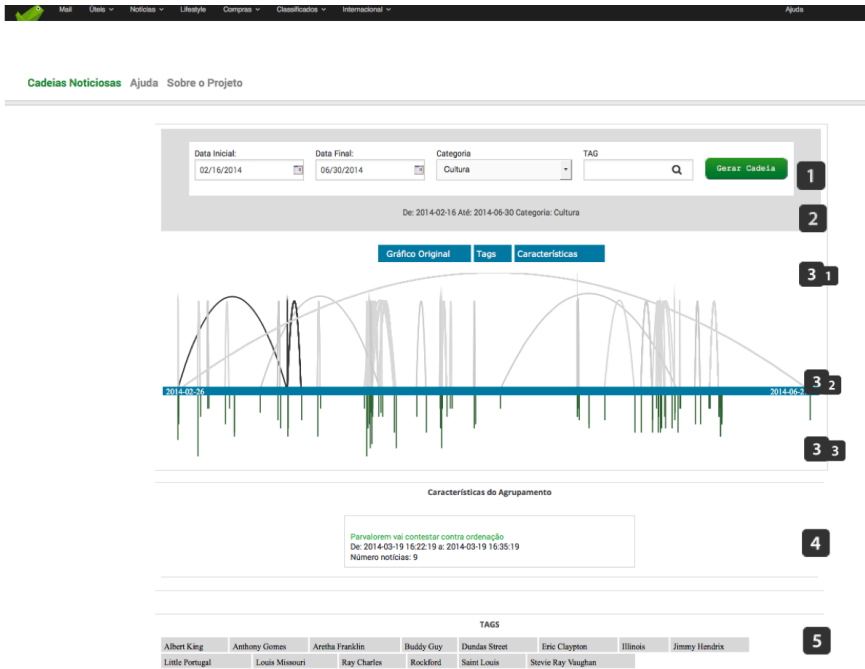 Mail Úteis Notícias Lifestyle Compras Classificados Internacional Ajuda
Cadeias Noticiosas Ajuda Sobre o Projeto
Data Inicial: Data Final: Categoria TAG
02/16/2014 06/30/2014 Cultura Gerar Cadeia
1
De: 2014-02-16 Até: 2014-06-30 Categoria: Cultura
2
Gráfico Original Tags Características
3 1
3 2
2014-02-26 2014-06-2
3 3
Características do Agrupamento
Parvalorem vai contestar contra ordenação
De: 2014-03-19 16:22:19 a: 2014-03-19 16:35:19
Número notícias: 9
4
TAGS
5
Albert King Anthony Gomes Aretha Franklin Buddy Guy Dundas Street Eric Claypton Illinois Jimmy Hendrix
Little Portugal Louis Missouri Ray Charles Rockford Saint Louis Stevie Ray Vaughan